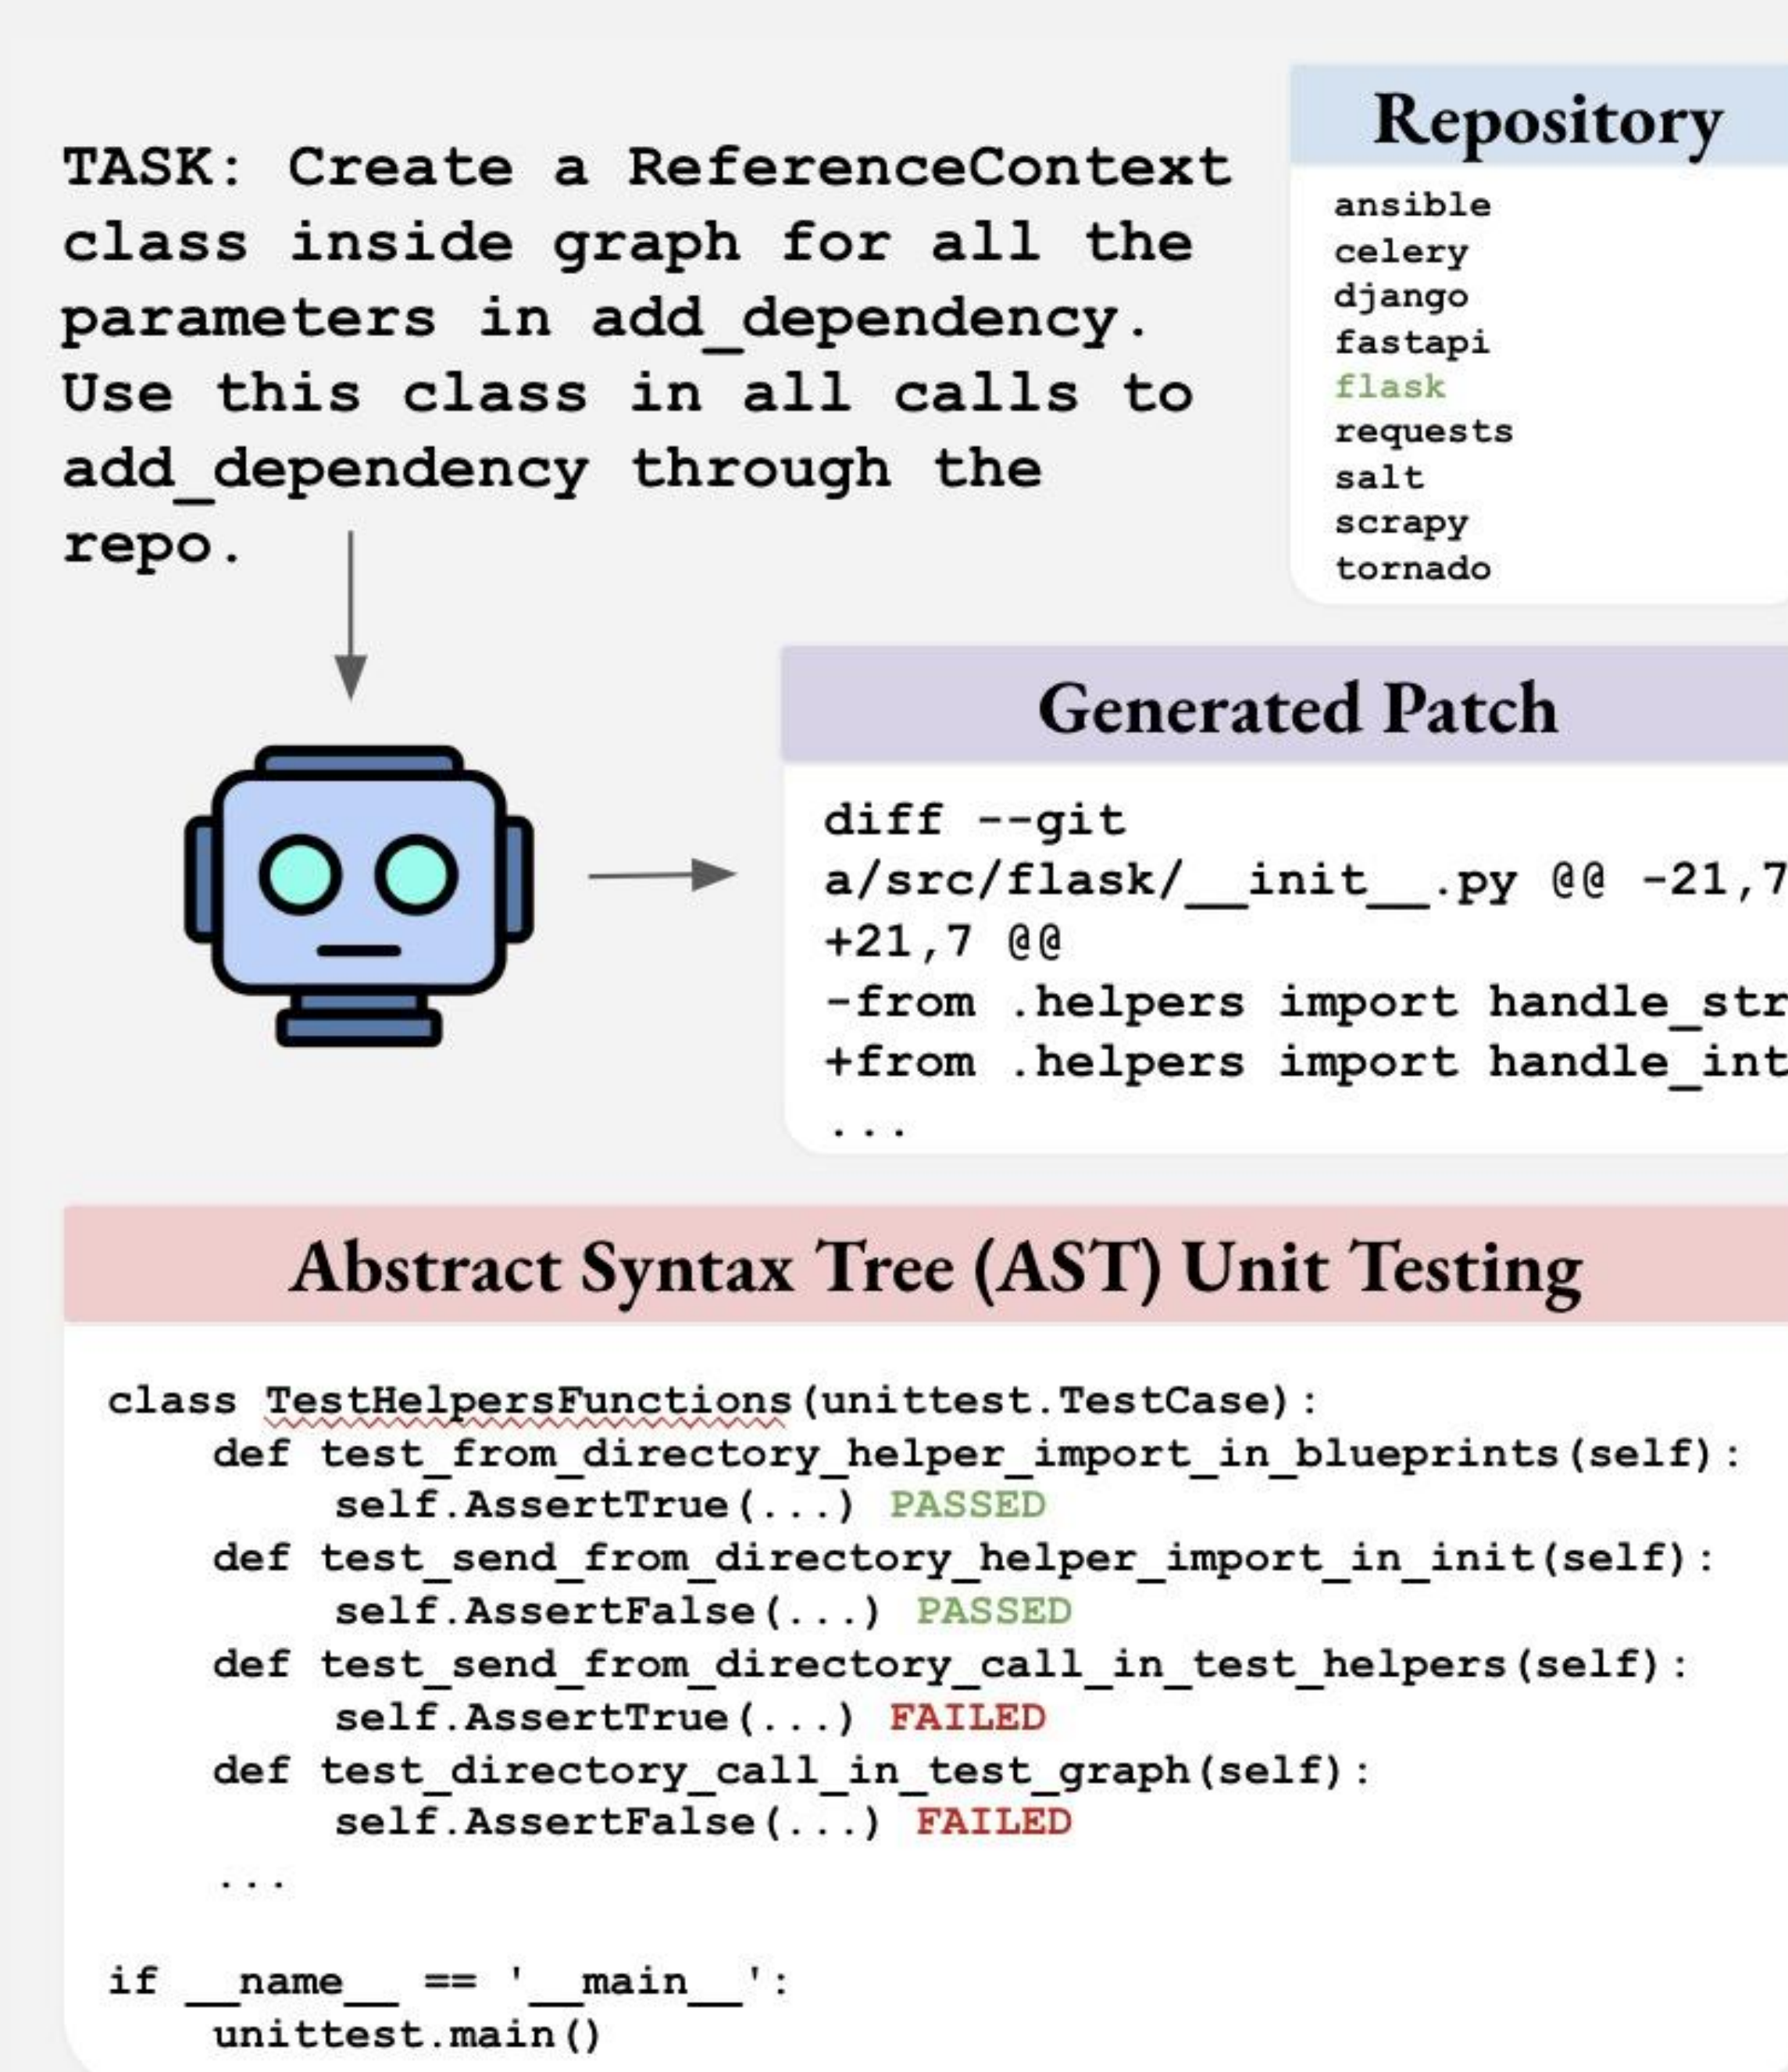 TASK: Create a ReferenceContext
class inside graph for all the
parameters in add_dependency.
Use this class in all calls to
add_dependency through the
repo.
Repository
ansible
celery
django
fastapi
flask
requests
salt
scrapy
tornado
Generated Patch
diff --git
a/src/flask/__init__.py @@ -21,7
+21,7 @@
-from .helpers import handle_str
+from .helpers import handle_int
...
Abstract Syntax Tree (AST) Unit Testing
class TestHelpersFunctions(unittest.TestCase):
    def test_from_directory_helper_import_in_blueprints(self):
        self.AssertTrue(...) PASSED
    def test_send_from_directory_helper_import_in_init(self):
        self.AssertFalse(...) PASSED
    def test_send_from_directory_call_in_test_helpers(self):
        self.AssertTrue(...) FAILED
    def test_directory_call_in_test_graph(self):
        self.AssertFalse(...) FAILED
    ...
if __name__ == '__main__':
    unittest.main()